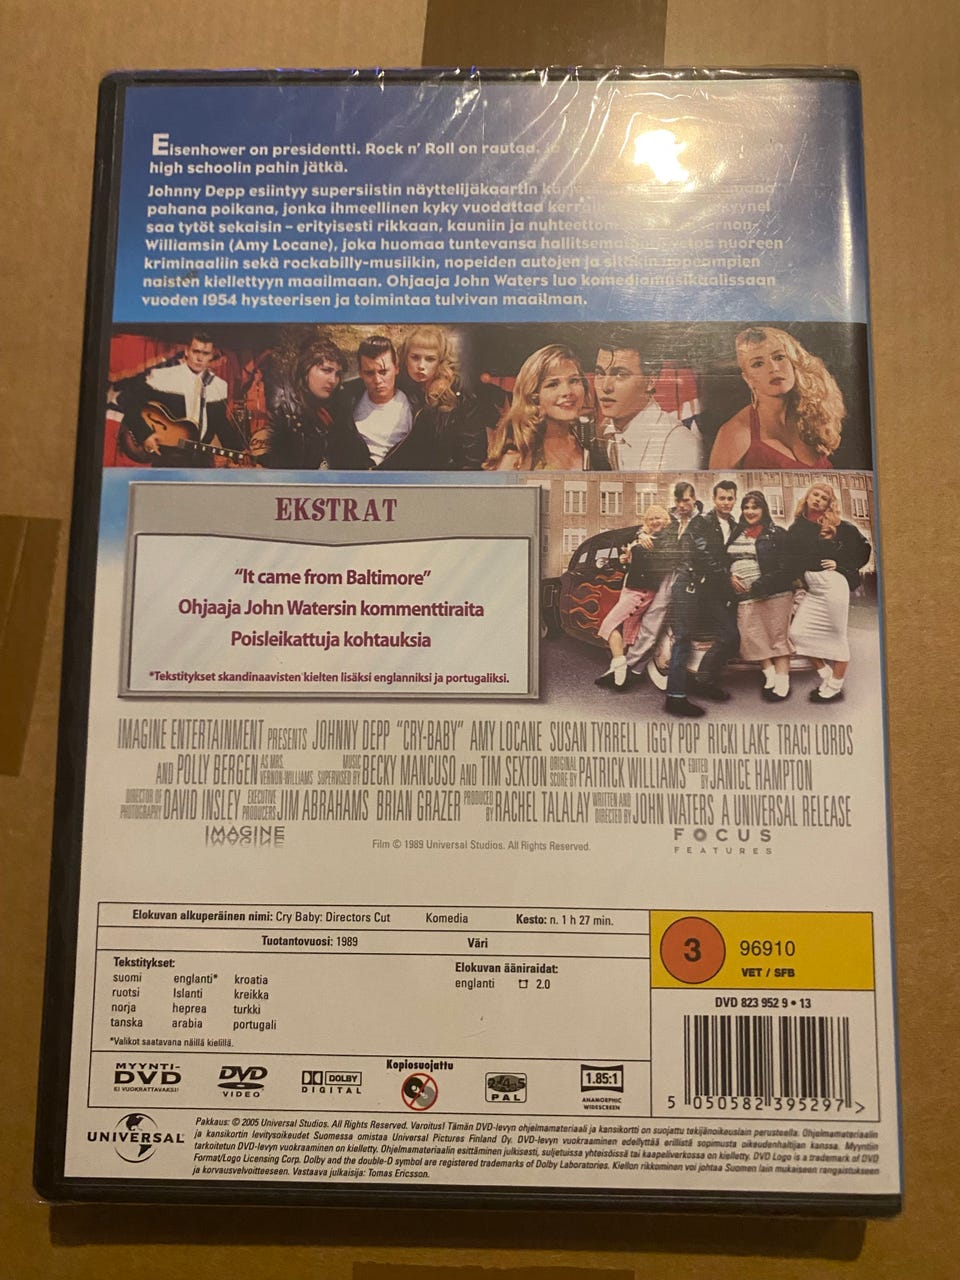 Eisenhower on presidentti. Rock n' Roll on rautaa.
high schoolin pahin jätkä.
Johnny Depp esiintyy supersiistin näyttelijäkaartin
pahana poikana, jonka ihmeellinen kyky vuodattaa kyynel
saa tytöt sekaisin – erityisesti rikkaan, kauniin ja Vernon-
Williamsin (Amy Locane), joka huomaa tuntevansa vetoa nuoreen
kriminaaliin sekä rockabilly-musiikin, nopeiden autojen ja sitäkin nopeampien
naisten kiellettyyn maailmaan. Ohjaaja John Waters luo komediamusikaalissaan
vuoden 1954 hysteerisen ja toimintaa tulvivan maailman.
EKSTRAT
"It came from Baltimore"
Ohjaaja John Watersin kommenttiraita
Poisleikattuja kohtauksia
*Tekstitykset skandinaavisten kielten lisäksi englanniksi ja portugaliksi.
IMAGINE ENTERTAINMENT PRESENTS JOHNNY DEPP "CRY-BABY" AMY LOCANE SUSAN TYRRELL IGGY POP RICKI LAKE TRACI LORDS
AND POLLY BERGEN AS MRS. VERNON-WILLIAMS MUSIC SUPERVISED BY BECKY MANCUSO AND TIM SEXTON ORIGINAL SCORE BY PATRICK WILLIAMS EDITED BY JANICE HAMPTON
DIRECTOR OF PHOTOGRAPHY DAVID INSLEY EXECUTIVE PRODUCERS JIM ABRAHAMS BRIAN GRAZER PRODUCED BY RACHEL TALALAY WRITTEN AND DIRECTED BY JOHN WATERS A UNIVERSAL RELEASE
IMAGINE
Film © 1989 Universal Studios. All Rights Reserved.
FOCUS
FEATURES
Elokuvan alkuperäinen nimi: Cry Baby: Directors Cut Komedia Kesto: n. 1 h 27 min.
Tuotantovuosi: 1989 Väri
Tekstitykset:
suomi englanti* kroatia
ruotsi Islanti kreikka
norja heprea turkki
tanska arabia portugali
*Valikot saatavana näillä kielillä.
Elokuvan ääniraidat:
englanti 2.0
3 96910
VET / SFB
DVD 823 952 9 • 13
5 050582 395297 >
MYYNTI-
DVD
EI VUOKRATTAVAKSI!
DVD
VIDEO
DOLBY
DIGITAL
Kopiosuojattu
2•4•5
PAL
1.85:1
ANAMORPHIC
WIDESCREEN
UNIVERSAL
Pakkaus: © 2005 Universal Studios. All Rights Reserved. Varoitus! Tämän DVD-levyn ohjelmamateriaali ja kansikortti on suojattu tekijänoikeuslain perusteella. Ohjelmamateriaalin
ja kansikortin levitysoikeudet Suomessa omistaa Universal Pictures Finland Oy. DVD-levyn vuokraaminen edellyttää erillistä sopimusta oikeudenhaltijan kanssa. Myyntiin
tarkoitetun DVD-levyn vuokraaminen on kielletty. Ohjelmamateriaalin esittäminen julkisesti, suljetuissa yhteisöissä tai kaapeliverkossa on kielletty. DVD Logo is a trademark of DVD
Format/Logo Licensing Corp. Dolby and the double-D symbol are registered trademarks of Dolby Laboratories. Kiellon rikkominen voi johtaa Suomen lain mukaiseen rangaistukseen
ja korvausvelvoitteeseen. Vastaava julkaisija: Tomas Ericsson.